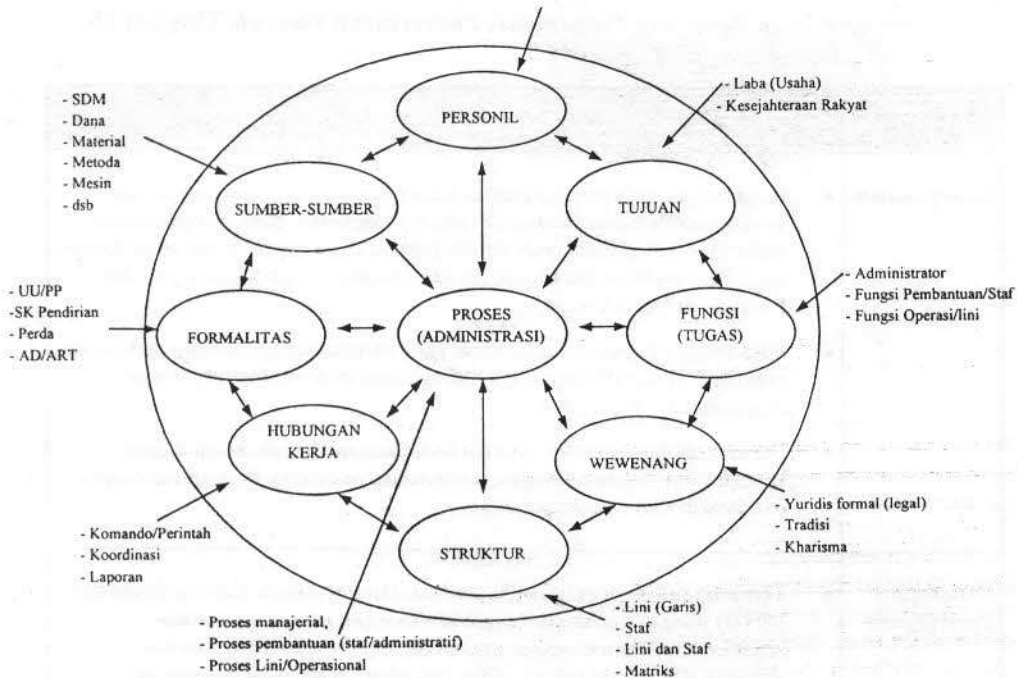 PERSONIL
- Laba (Usaha)
- Kesejahteraan Rakyat
- SDM
- Dana
- Material
- Metoda
- Mesin
- dsb
SUMBER-SUMBER
TUJUAN
- UU/PP
-SK Pendirian
- Perda
- AD/ART
FORMALITAS
PROSES
(ADMINISTRASI)
FUNGSI
(TUGAS)
- Administrator
- Fungsi Pembantuan/Staf
- Fungsi Operasi/lini
HUBUNGAN
KERJA
WEWENANG
- Komando/Perintah
- Koordinasi
- Laporan
STRUKTUR
- Yuridis formal (legal)
- Tradisi
- Kharisma
- Proses manajerial,
- Proses pembantuan (staf/administratif)
- Proses Lini/Operasional
- Lini (Garis)
- Staf
- Lini dan Staf
- Matriks